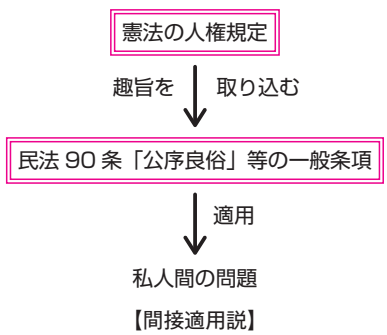 憲法の人権規定
趣旨を 取り込む
民法 90 条「公序良俗」等の一般条項
適用
私人間の問題
【間接適用説】